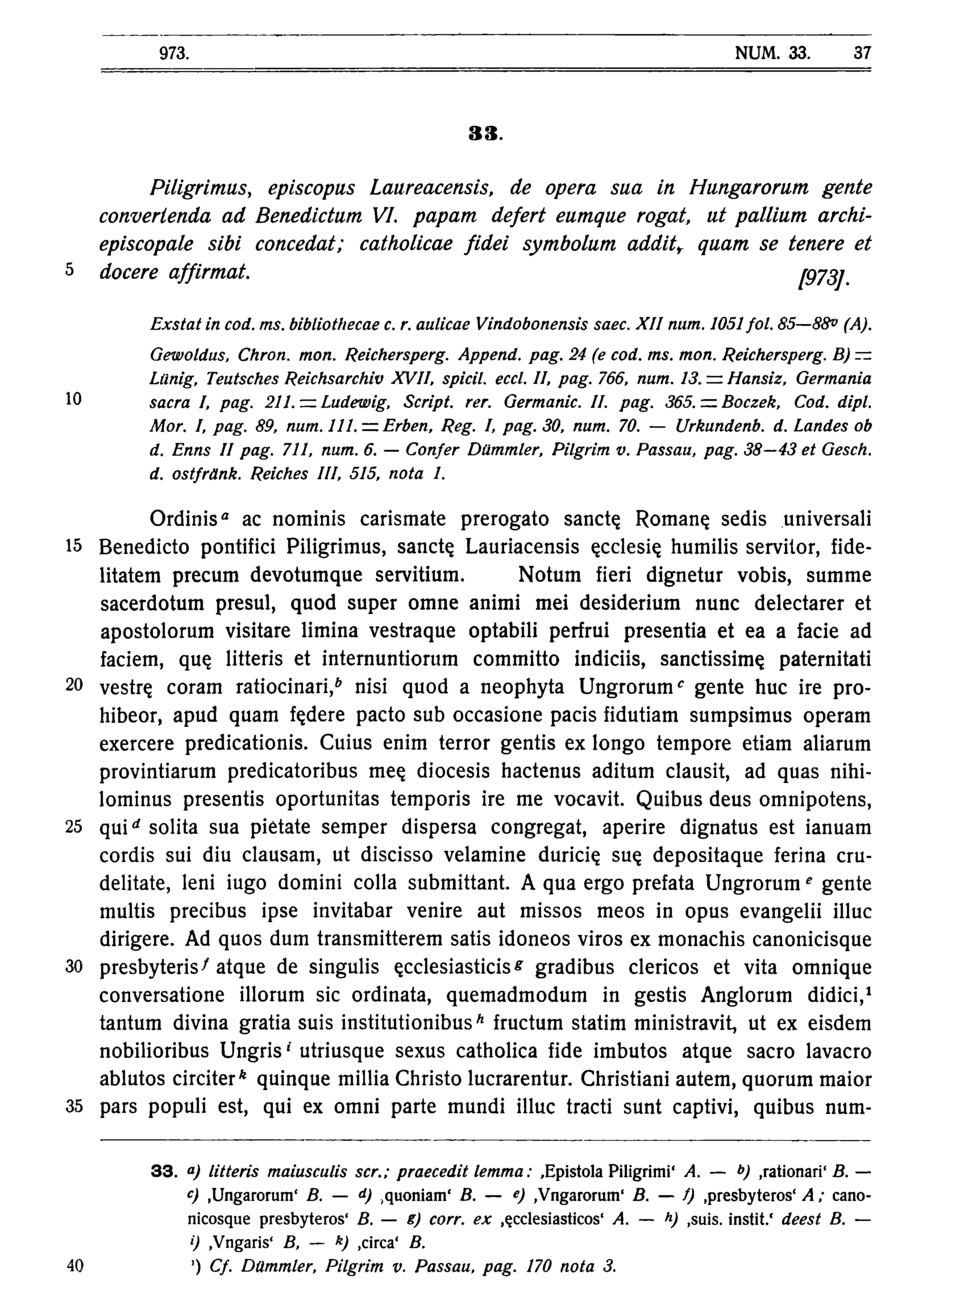 973. NUM. 33. 37
33.
Piligrimus, episcopus Laureacensis, de opera sua in Hungarorum gente
convertenda ad Benedictum VI. papam defert eumque rogat, ut pallium archi-
episcopale sibi concedat; catholicae fidei symbolum addit, quam se tenere et
5 docere affirmat. [973].
Exstat in cod. ms. bibliothecae c. r. aulicae Vindobonensis saec. XII num. 1051 fol. 85—88v (A).
Gewoldus, Chron. mon. Reichersperg. Append. pag. 24 (e cod. ms. mon. Reichersperg. B) =
Lünig, Teutsches Reichsarchiv XVII, spicil. eccl. II, pag. 766, num. 13. = Hansiz, Germania
10 sacra I, pag. 211. = Ludewig, Script. rer. Germanic. II. pag. 365. = Boczek, Cod. dipl.
Mor. I, pag. 89, num. 111. = Erben, Reg. I, pag. 30, num. 70. — Urkundenb. d. Landes ob
d. Enns II pag. 711, num. 6. — Confer Dümmler, Pilgrim v. Passau, pag. 38—43 et Gesch.
d. ostfränk. Reiches III, 515, nota 1.
Ordinis a ac nominis carismate prerogato sanctę Romanę sedis universali
15 Benedicto pontifici Piligrimus, sanctę Lauriacensis ęcclesię humilis servitor, fide-
litatem precum devotumque servitium. Notum fieri dignetur vobis, summe
sacerdotum presul, quod super omne animi mei desiderium nunc delectarer et
apostolorum visitare limina vestraque optabili perfrui presentia et ea a facie ad
faciem, quę litteris et internuntiorum committo indiciis, sanctissimę paternitati
20 vestrę coram ratiocinari,b nisi quod a neophyta Ungrorum c gente huc ire pro-
hibeor, apud quam fędere pacto sub occasione pacis fidutiam sumpsimus operam
exercere predicationis. Cuius enim terror gentis ex longo tempore etiam aliarum
provintiarum predicatoribus meę diocesis hactenus aditum clausit, ad quas nihi-
lominus presentis oportunitas temporis ire me vocavit. Quibus deus omnipotens,
25 qui d solita sua pietate semper dispersa congregat, aperire dignatus est ianuam
cordis sui diu clausam, ut discisso velamine duricię suę depositaque ferina cru-
delitate, leni iugo domini colla submittant. A qua ergo prefata Ungrorum e gente
multis precibus ipse invitabar venire aut missos meos in opus evangelii illuc
dirigere. Ad quos dum transmitterem satis idoneos viros ex monachis canonicisque
30 presbyteris f atque de singulis ęcclesiasticis g gradibus clericos et vita omnique
conversatione illorum sic ordinata, quemadmodum in gestis Anglorum didici,1
tantum divina gratia suis institutionibus h fructum statim ministravit, ut ex eisdem
nobilioribus Ungris i utriusque sexus catholica fide imbutos atque sacro lavacro
ablutos circiter k quinque millia Christo lucrarentur. Christiani autem, quorum maior
35 pars populi est, qui ex omni parte mundi illuc tracti sunt captivi, quibus num-
33. a) litteris maiusculis scr.; praecedit lemma: ‚Epistola Piligrimi‘ A. — b) ‚rationari‘ B. —
c) ‚Ungarorum‘ B. — d) ‚quoniam‘ B. — e) ‚Vngarorum‘ B. — f) ‚presbyteros‘ A; cano-
nicosque presbyteros‘ B. — g) corr. ex ‚ęcclesiasticos‘ A. — h) ‚suis. instit.‘ deest B. —
i) ‚Vngaris‘ B, — k) ‚circa‘ B.
40 ¹) Cf. Dümmler, Pilgrim v. Passau, pag. 170 nota 3.